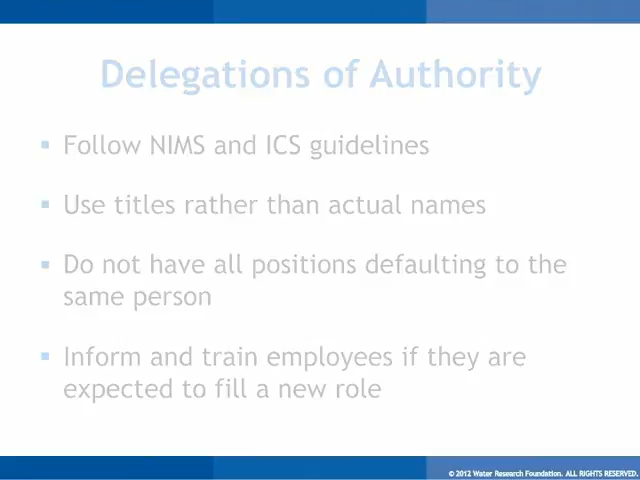 Delegations of Authority
▪ Follow NIMS and ICS guidelines
▪ Use titles rather than actual names
▪ Do not have all positions defaulting to the
same person
▪ Inform and train employees if they are
expected to fill a new role
© 2012 Water Research Foundation. ALL RIGHTS RESERVED.